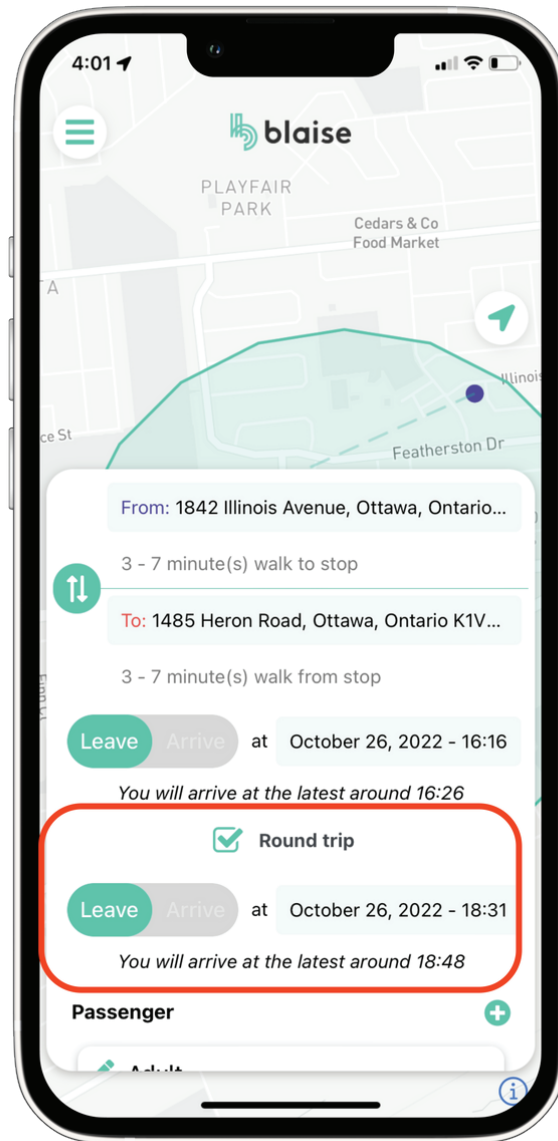 4:01
blaise
PLAYFAIR
PARK
Cedars & Co
Food Market
A
Illinois
ce St
Featherston Dr
From: 1842 Illinois Avenue, Ottawa, Ontario...
3 - 7 minute(s) walk to stop
To: 1485 Heron Road, Ottawa, Ontario K1V...
3 - 7 minute(s) walk from stop
Leave Arrive at October 26, 2022 - 16:16
You will arrive at the latest around 16:26
Round trip
Leave Arrive at October 26, 2022 - 18:31
You will arrive at the latest around 18:48
Passenger
Adult